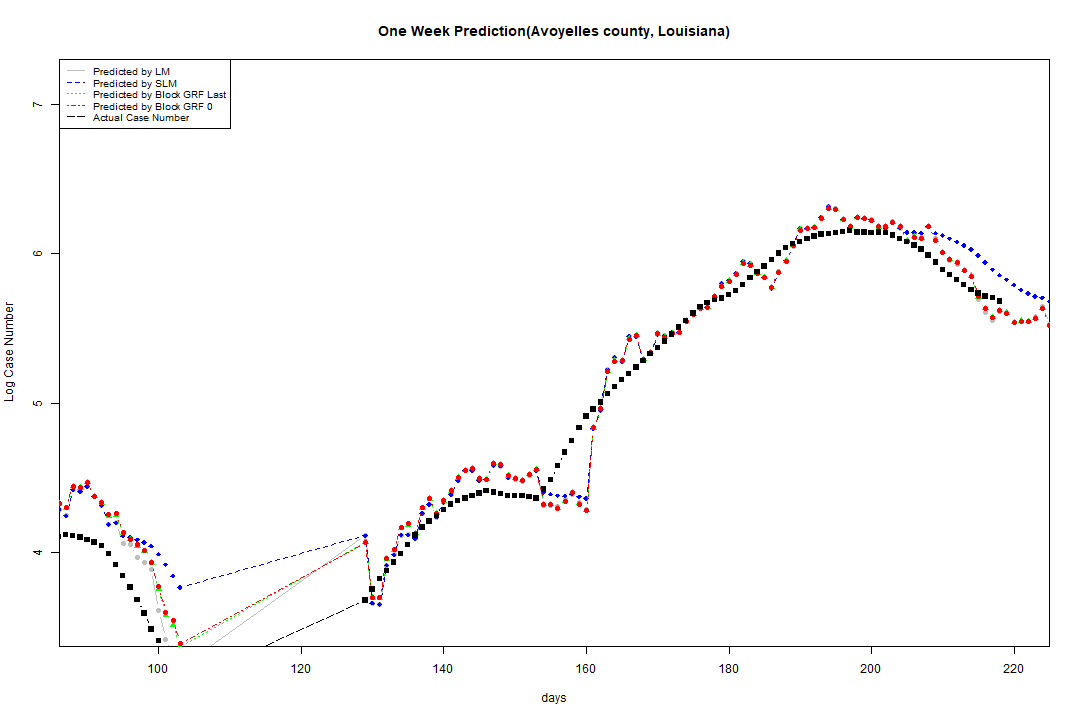 One Week Prediction(Avoyelles county, Louisiana)
Predicted by LM
Predicted by SLM
Predicted by Block GRF Last
Predicted by Block GRF 0
Actual Case Number
7
6
5
4
Log Case Number
100 120 140 160 180 200 220
days